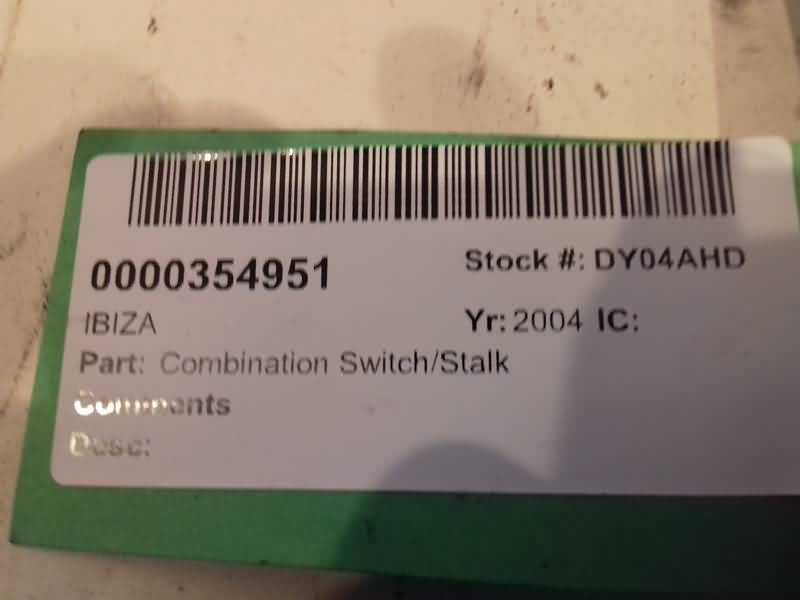 0000354951
Stock #: DY04AHD
IBIZA
Yr: 2004 IC:
Part: Combination Switch/Stalk
Comments
Desc: